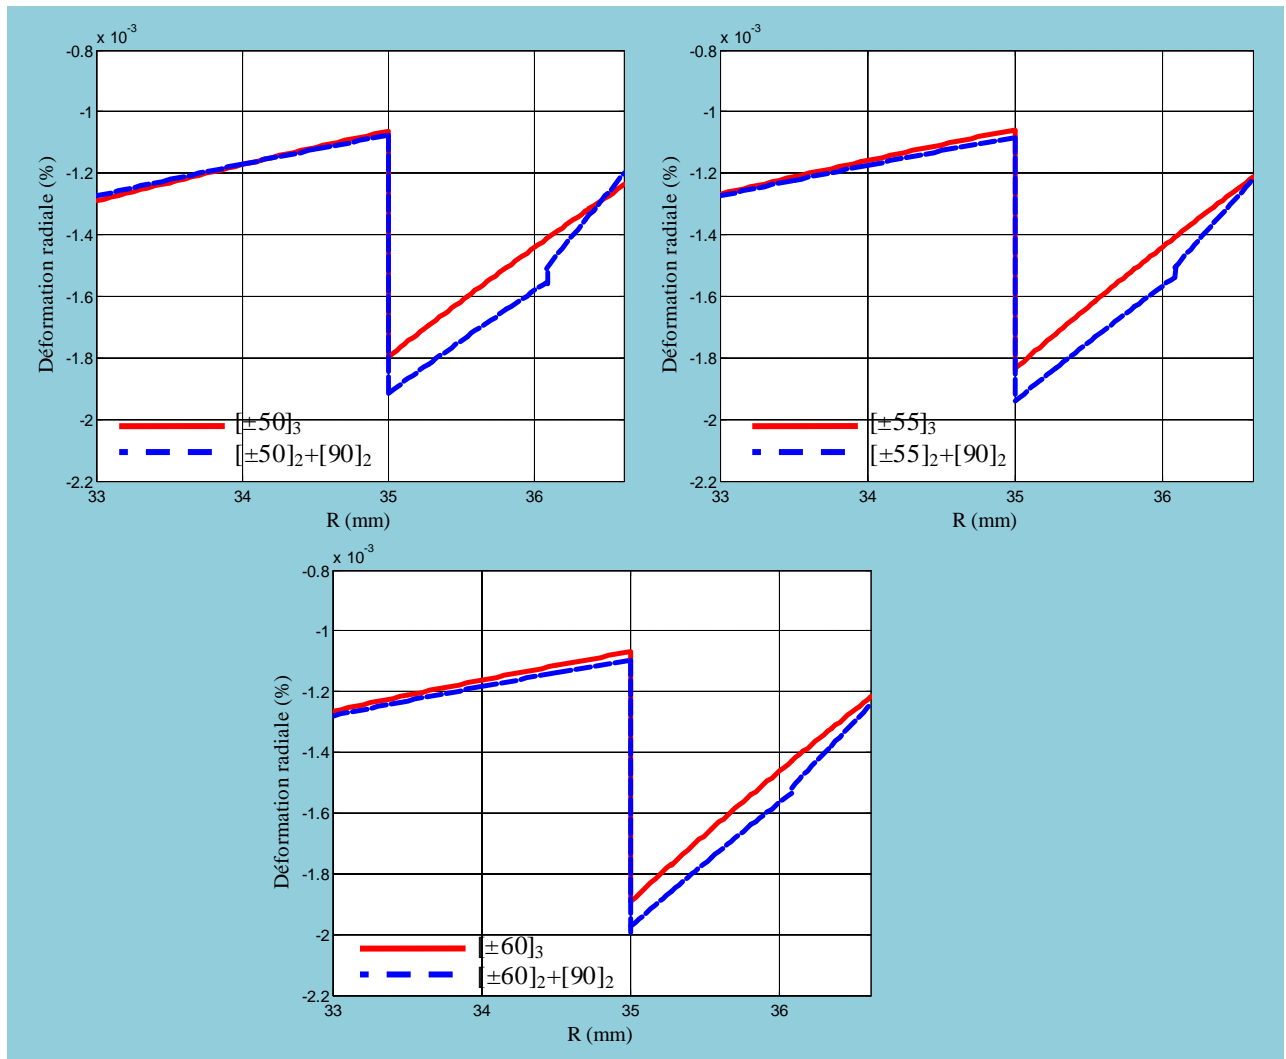 x 10⁻³
-0.8
-1
-1.2
-1.4
-1.6
-1.8
-2
-2.2
Déformation radiale (%)
[±50]₃
[±50]₂+[90]₂
33 34 35 36
R (mm)
x 10⁻³
-0.8
-1
-1.2
-1.4
-1.6
-1.8
-2
-2.2
Déformation radiale (%)
[±55]₃
[±55]₂+[90]₂
33 34 35 36
R (mm)
x 10⁻³
-0.8
-1
-1.2
-1.4
-1.6
-1.8
-2
-2.2
Déformation radiale (%)
[±60]₃
[±60]₂+[90]₂
33 34 35 36
R (mm)